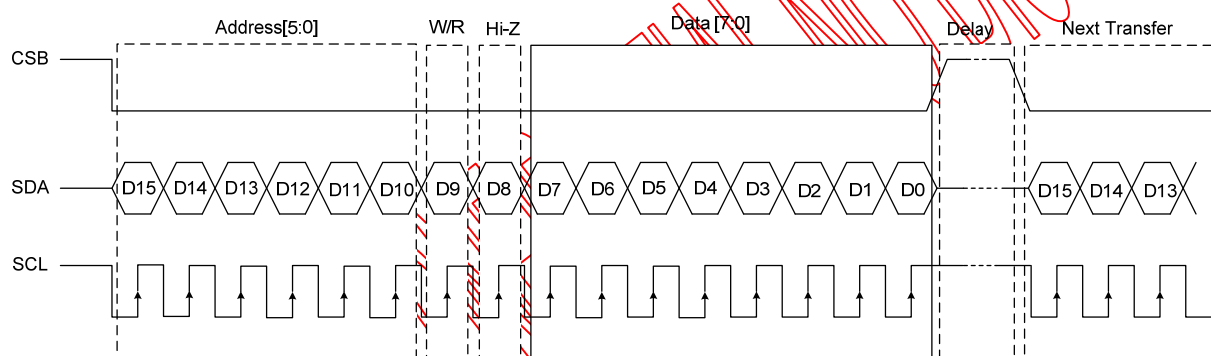 Address[5:0] W/R Hi-Z Data [7:0] Delay Next Transfer
CSB
SDA D15 D14 D13 D12 D11 D10 D9 D8 D7 D6 D5 D4 D3 D2 D1 D0 D15 D14 D13
SCL